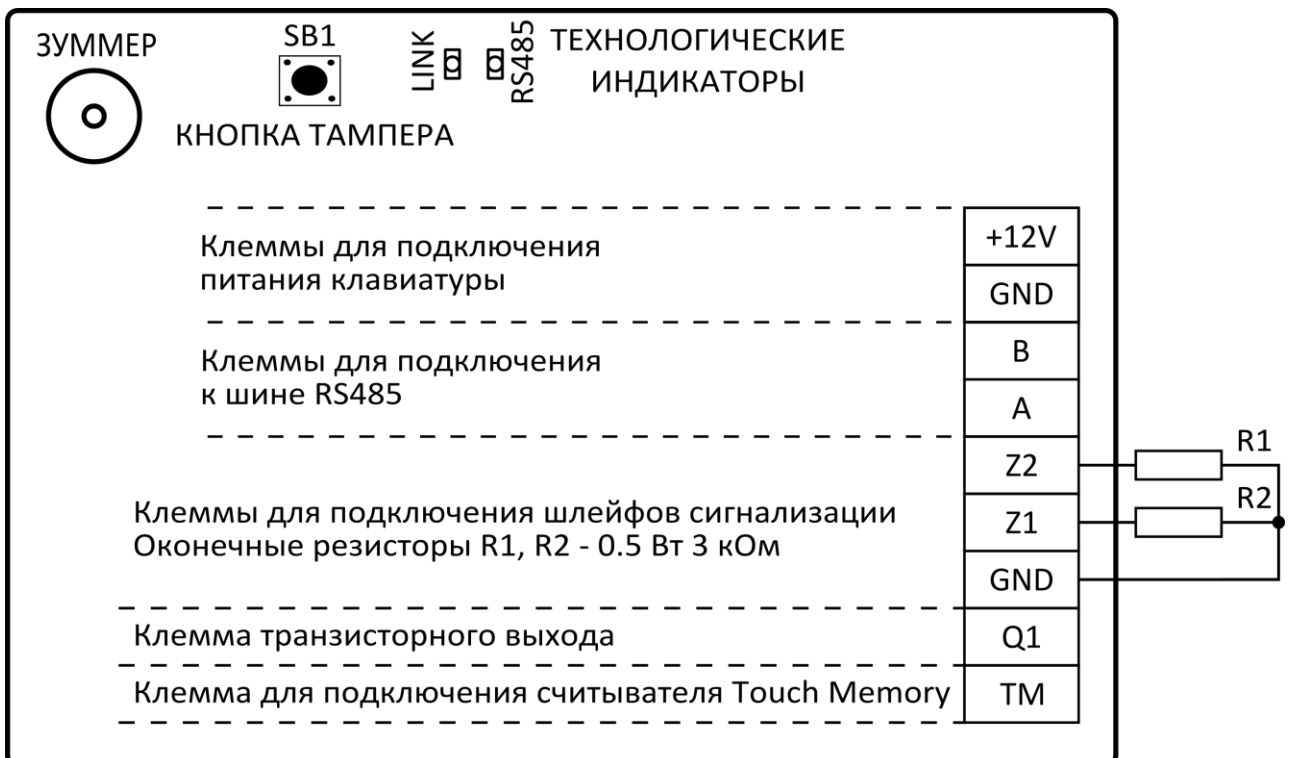 ЗУММЕР
SB1
LINK
RS485
ТЕХНОЛОГИЧЕСКИЕ
ИНДИКАТОРЫ
КНОПКА ТАМПЕРА
Клеммы для подключения
питания клавиатуры
+12V
GND
Клеммы для подключения
к шине RS485
B
A
Z2
R1
Клеммы для подключения шлейфов сигнализации
Оконечные резисторы R1, R2 - 0.5 Вт 3 кОм
Z1
R2
GND
Клемма транзисторного выхода
Q1
Клемма для подключения считывателя Touch Memory
TM